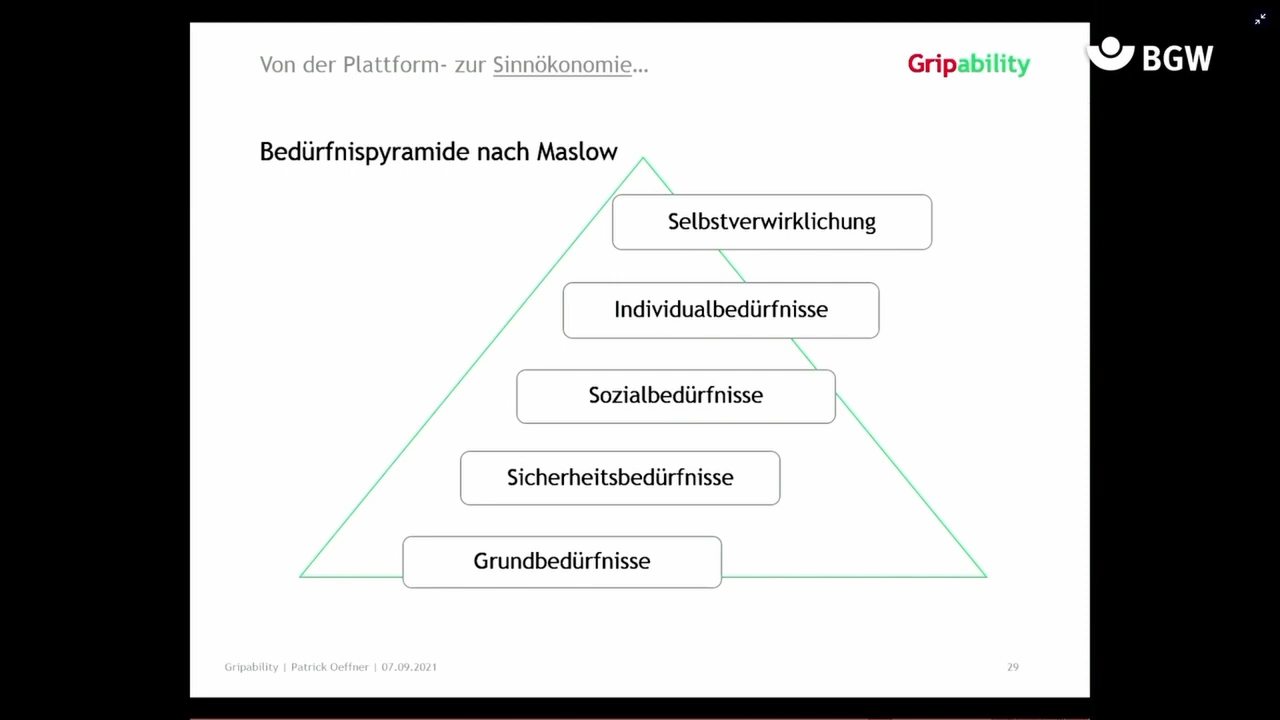 Von der Plattform- zur Sinnökonomie...
Gripability
BGW
Bedürfnispyramide nach Maslow
Selbstverwirklichung
Individualbedürfnisse
Sozialbedürfnisse
Sicherheitsbedürfnisse
Grundbedürfnisse
Gripability | Patrick Oeffner | 07.09.2021
29